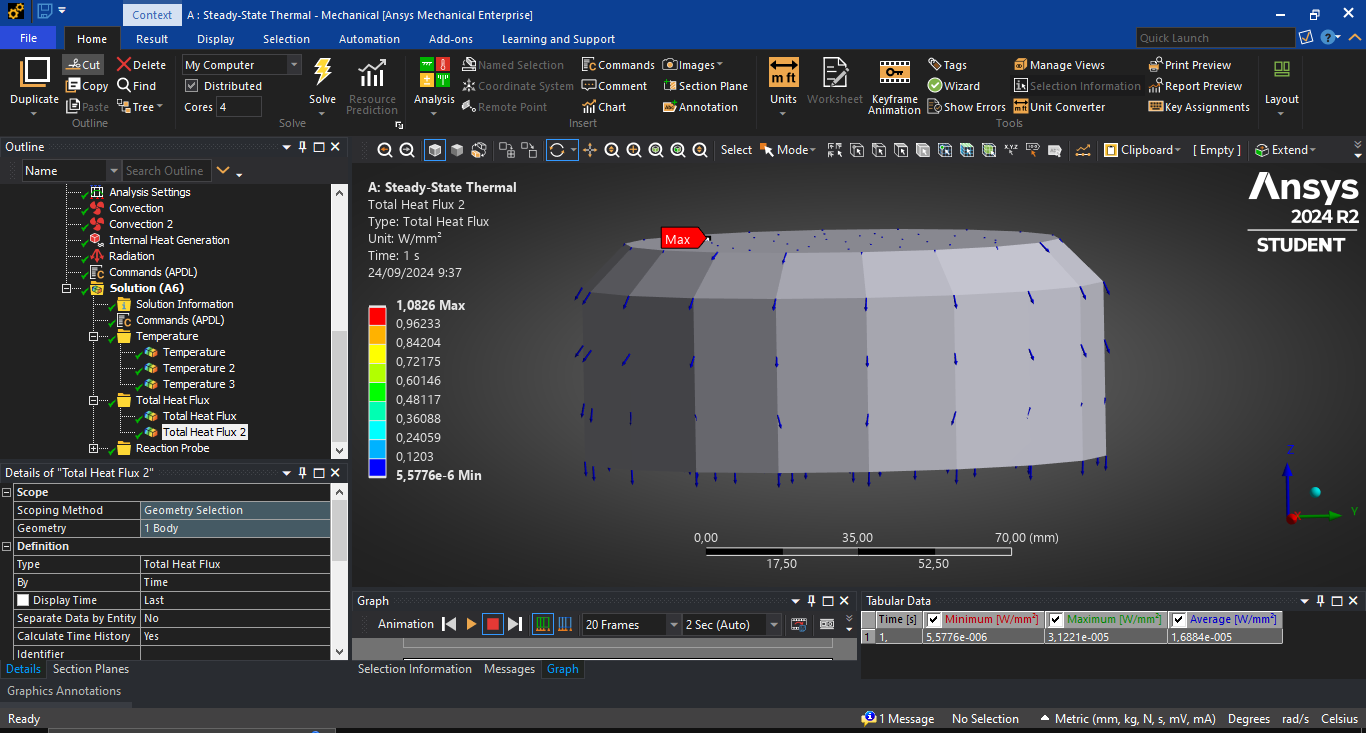 Context
A : Steady-State Thermal - Mechanical [Ansys Mechanical Enterprise]
File Home Result Display Selection Automation Add-ons Learning and Support Quick Launch
Duplicate
Cut
Copy
Paste
Delete
Find
Tree
Outline
My Computer
Distributed
Cores 4
Solve
Resource Prediction
Solve
Analysis
Named Selection
Coordinate System
Remote Point
Commands
Comment
Chart
Images
Section Plane
Annotation
Insert
m ft
Units
Worksheet
Keyframe Animation
Tags
Wizard
Show Errors
Manage Views
Selection Information
Unit Converter
Print Preview
Report Preview
Key Assignments
Tools
Layout
Outline
Name Search Outline
Select Mode Clipboard [ Empty ] Extend
Analysis Settings
Convection
Convection 2
Internal Heat Generation
Radiation
Commands (APDL)
Solution (A6)
Solution Information
Commands (APDL)
Temperature
Temperature
Temperature 2
Temperature 3
Total Heat Flux
Total Heat Flux
Total Heat Flux 2
Reaction Probe
Details of "Total Heat Flux 2"
Scope
Scoping Method Geometry Selection
Geometry 1 Body
Definition
Type Total Heat Flux
By Time
Display Time Last
Separate Data by Entity No
Calculate Time History Yes
Identifier
Details Section Planes
Graphics Annotations
A: Steady-State Thermal
Total Heat Flux 2
Type: Total Heat Flux
Unit: W/mm²
Time: 1 s
24/09/2024 9:37
1,0826 Max
0,96233
0,84204
0,72175
0,60146
0,48117
0,36088
0,24059
0,1203
5,5776e-6 Min
Max
Ansys
2024 R2
STUDENT
Z
Y
0,00 35,00 70,00 (mm)
17,50 52,50
Graph
Animation 20 Frames 2 Sec (Auto)
Selection Information Messages Graph
Tabular Data
Time [s] Minimum [W/mm²] Maximum [W/mm²] Average [W/mm²]
1 1, 5,5776e-006 3,1221e-005 1,6884e-005
Ready 1 Message No Selection Metric (mm, kg, N, s, mV, mA) Degrees rad/s Celsius